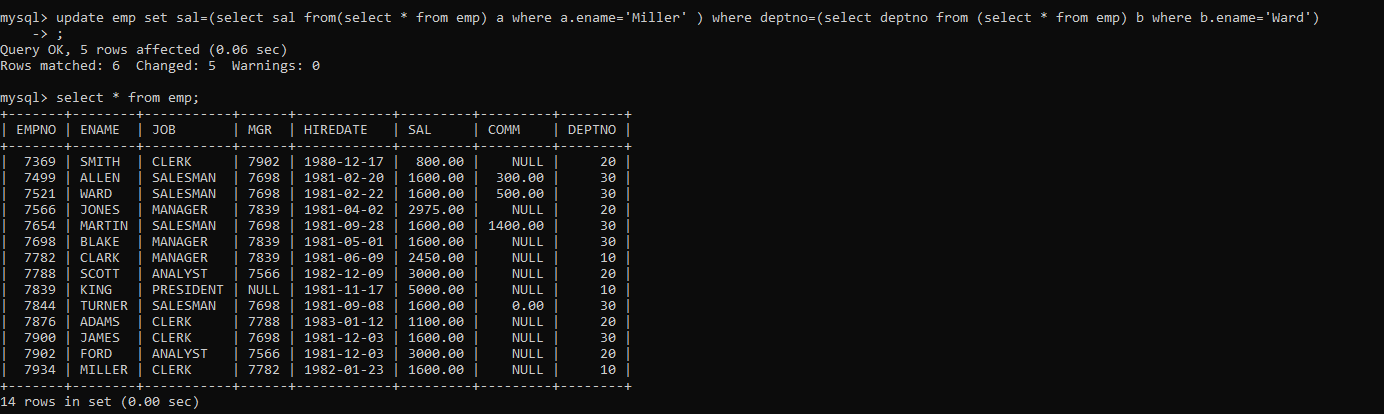 mysql> update emp set sal=(select sal from(select * from emp) a where a.ename='Miller' ) where deptno=(select deptno from (select * from emp) b where b.ename='Ward')
    -> ;
Query OK, 5 rows affected (0.06 sec)
Rows matched: 6  Changed: 5  Warnings: 0

mysql> select * from emp;
+-------+--------+-----------+------+------------+---------+---------+--------+
| EMPNO | ENAME  | JOB       | MGR  | HIREDATE   | SAL     | COMM    | DEPTNO |
+-------+--------+-----------+------+------------+---------+---------+--------+
|  7369 | SMITH  | CLERK     | 7902 | 1980-12-17 |  800.00 |    NULL |     20 |
|  7499 | ALLEN  | SALESMAN  | 7698 | 1981-02-20 | 1600.00 |  300.00 |     30 |
|  7521 | WARD   | SALESMAN  | 7698 | 1981-02-22 | 1600.00 |  500.00 |     30 |
|  7566 | JONES  | MANAGER   | 7839 | 1981-04-02 | 2975.00 |    NULL |     20 |
|  7654 | MARTIN | SALESMAN  | 7698 | 1981-09-28 | 1600.00 | 1400.00 |     30 |
|  7698 | BLAKE  | MANAGER   | 7839 | 1981-05-01 | 1600.00 |    NULL |     30 |
|  7782 | CLARK  | MANAGER   | 7839 | 1981-06-09 | 2450.00 |    NULL |     10 |
|  7788 | SCOTT  | ANALYST   | 7566 | 1982-12-09 | 3000.00 |    NULL |     20 |
|  7839 | KING   | PRESIDENT | NULL | 1981-11-17 | 5000.00 |    NULL |     10 |
|  7844 | TURNER | SALESMAN  | 7698 | 1981-09-08 | 1600.00 |    0.00 |     30 |
|  7876 | ADAMS  | CLERK     | 7788 | 1983-01-12 | 1100.00 |    NULL |     20 |
|  7900 | JAMES  | CLERK     | 7698 | 1981-12-03 | 1600.00 |    NULL |     30 |
|  7902 | FORD   | ANALYST   | 7566 | 1981-12-03 | 3000.00 |    NULL |     20 |
|  7934 | MILLER | CLERK     | 7782 | 1982-01-23 | 1600.00 |    NULL |     10 |
+-------+--------+-----------+------+------------+---------+---------+--------+
14 rows in set (0.00 sec)